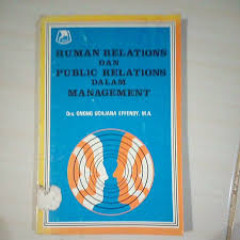 HUMAN RELATIONS
DAN
PUBLIC RELATIONS
DALAM
MANAGEMENT
Drs. ONONG UCHJANA EFFENDY, M.A.